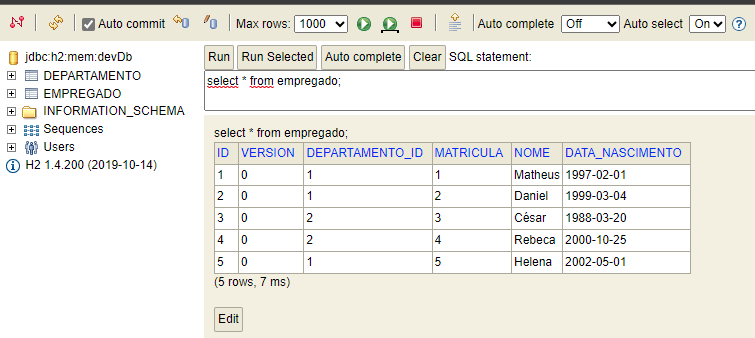 Auto commit Max rows: 1000 Auto complete Off Auto select On
jdbc:h2:mem:devDb
DEPARTAMENTO
EMPREGADO
INFORMATION_SCHEMA
Sequences
Users
H2 1.4.200 (2019-10-14)
Run Run Selected Auto complete Clear SQL statement:
select * from empregado;
select * from empregado;
ID VERSION DEPARTAMENTO_ID MATRICULA NOME DATA_NASCIMENTO
1 0 1 1 Matheus 1997-02-01
2 0 1 2 Daniel 1999-03-04
3 0 2 3 César 1988-03-20
4 0 2 4 Rebeca 2000-10-25
5 0 1 5 Helena 2002-05-01
(5 rows, 7 ms)
Edit